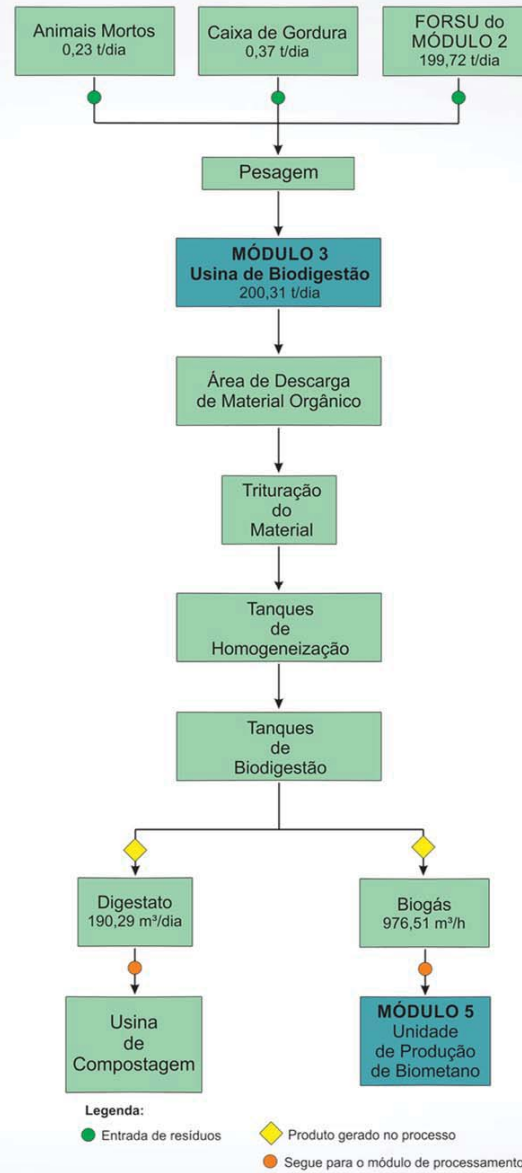 Animais Mortos
0,23 t/dia
Caixa de Gordura
0,37 t/dia
FORSU do
MÓDULO 2
199,72 t/dia
Pesagem
MÓDULO 3
Usina de Biodigestão
200,31 t/dia
Área de Descarga
de Material Orgânico
Trituração
do
Material
Tanques
de
Homogeneização
Tanques
de
Biodigestão
Digestato
190,29 m³/dia
Biogás
976,51 m³/h
Usina
de
Compostagem
MÓDULO 5
Unidade
de Produção
de Biometano
Legenda:
Entrada de resíduos
Produto gerado no processo
Segue para o módulo de processamento